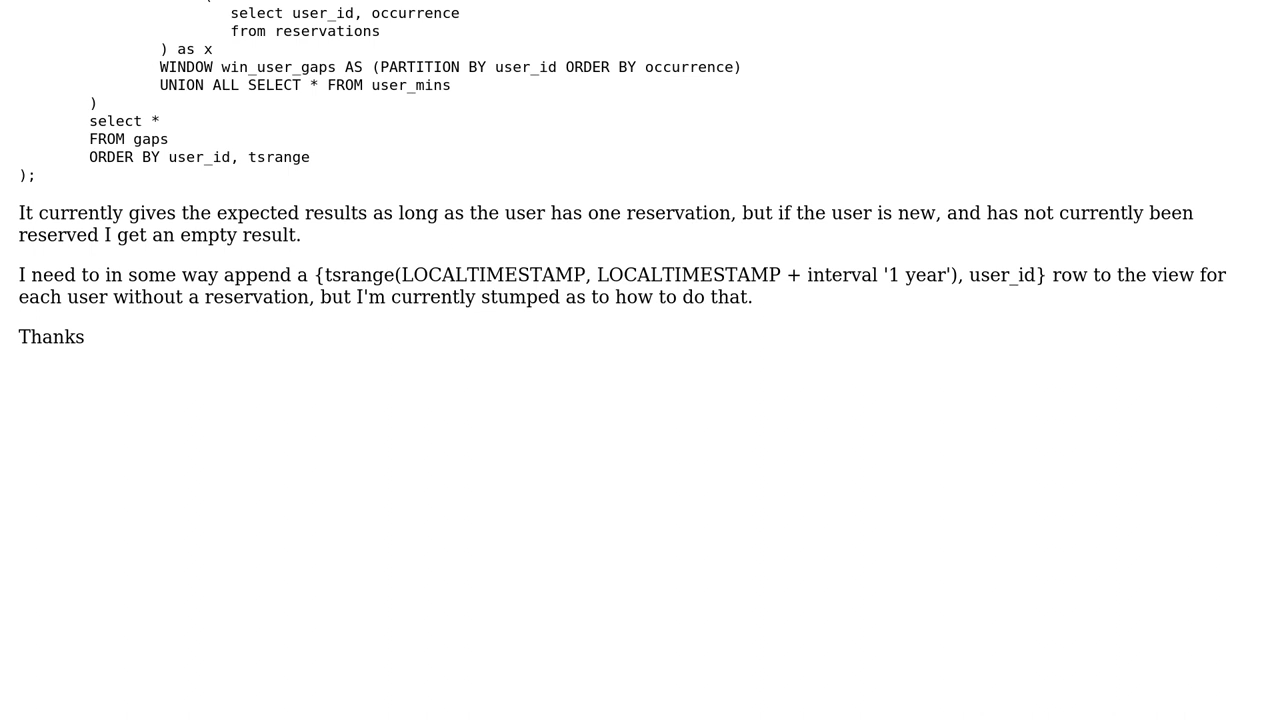 select user_id, occurrence
from reservations
) as x
WINDOW win_user_gaps AS (PARTITION BY user_id ORDER BY occurrence)
UNION ALL SELECT * FROM user_mins
)
select *
FROM gaps
ORDER BY user_id, tsrange
);
It currently gives the expected results as long as the user has one reservation, but if the user is new, and has not currently been
reserved I get an empty result.
I need to in some way append a {tsrange(LOCALTIMESTAMP, LOCALTIMESTAMP + interval '1 year'), user_id} row to the view for
each user without a reservation, but I'm currently stumped as to how to do that.
Thanks